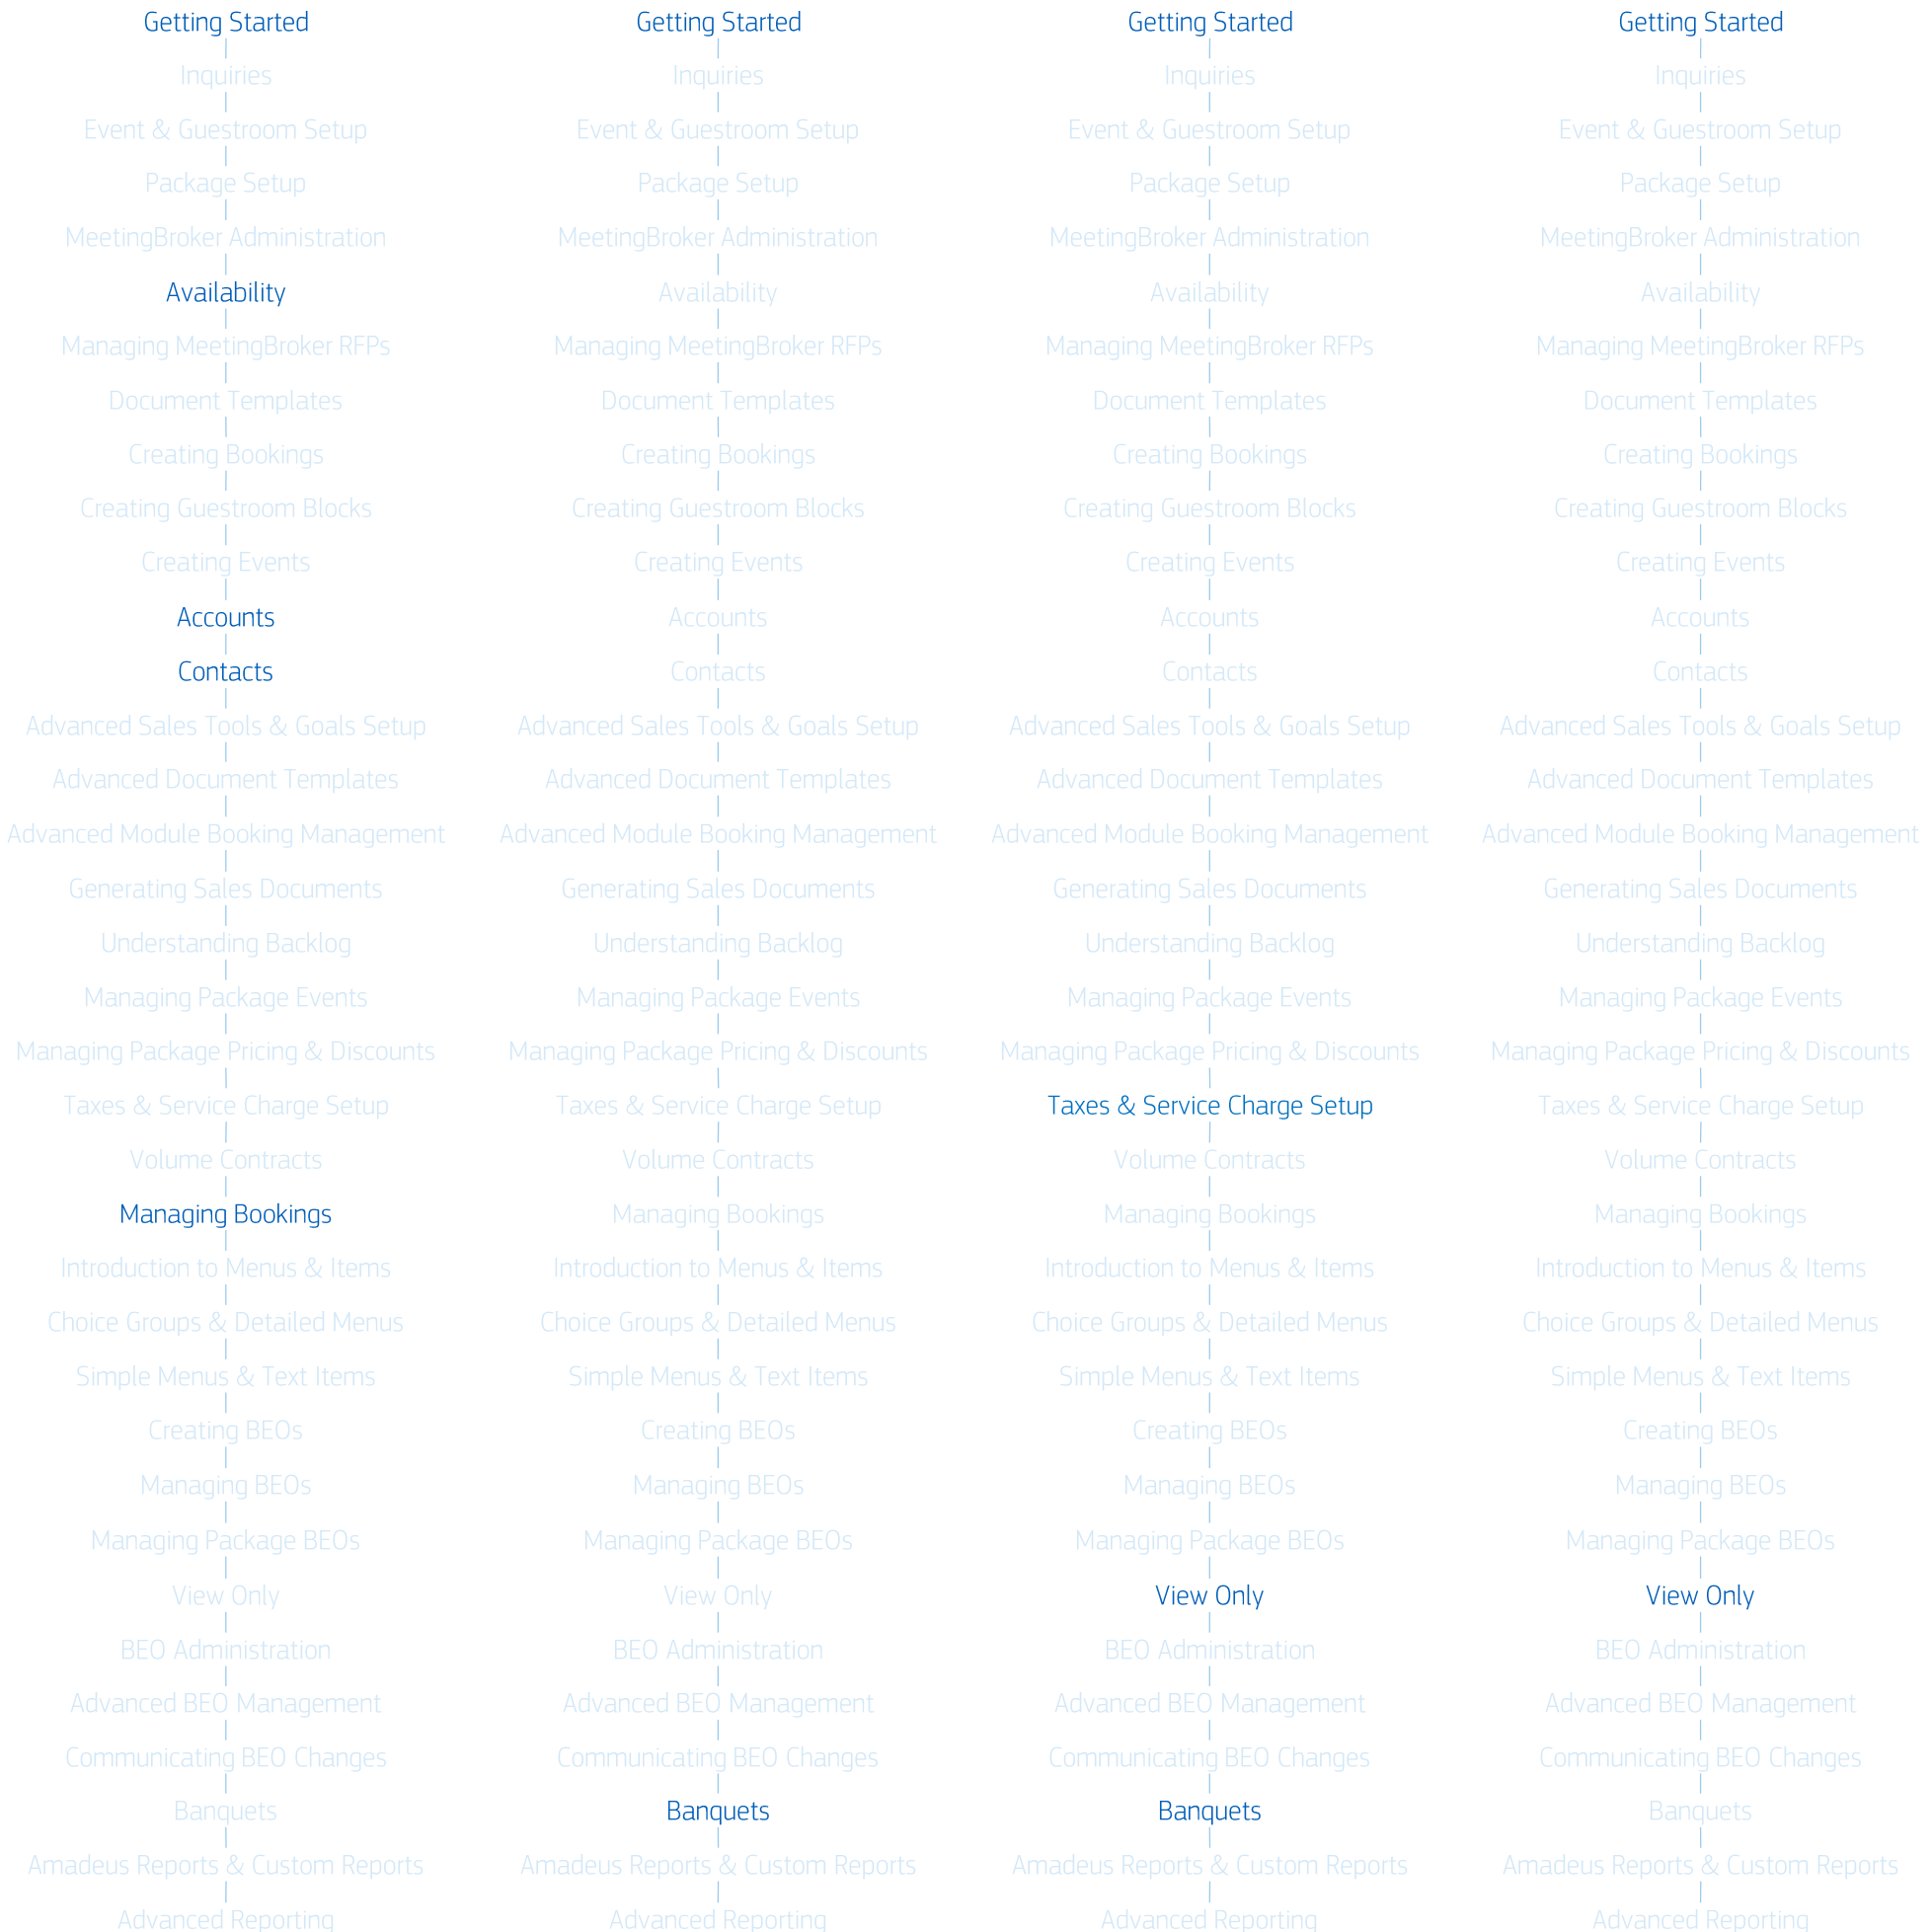 Getting Started
Inquiries
Event & Guestroom Setup
Package Setup
MeetingBroker Administration
Availability
Managing MeetingBroker RFPs
Document Templates
Creating Bookings
Creating Guestroom Blocks
Creating Events
Accounts
Contacts
Advanced Sales Tools & Goals Setup
Advanced Document Templates
Advanced Module Booking Management
Generating Sales Documents
Understanding Backlog
Managing Package Events
Managing Package Pricing & Discounts
Taxes & Service Charge Setup
Volume Contracts
Managing Bookings
Introduction to Menus & Items
Choice Groups & Detailed Menus
Simple Menus & Text Items
Creating BEOs
Managing BEOs
Managing Package BEOs
View Only
BEO Administration
Advanced BEO Management
Communicating BEO Changes
Banquets
Amadeus Reports & Custom Reports
Advanced Reporting
Getting Started
Inquiries
Event & Guestroom Setup
Package Setup
MeetingBroker Administration
Availability
Managing MeetingBroker RFPs
Document Templates
Creating Bookings
Creating Guestroom Blocks
Creating Events
Accounts
Contacts
Advanced Sales Tools & Goals Setup
Advanced Document Templates
Advanced Module Booking Management
Generating Sales Documents
Understanding Backlog
Managing Package Events
Managing Package Pricing & Discounts
Taxes & Service Charge Setup
Volume Contracts
Managing Bookings
Introduction to Menus & Items
Choice Groups & Detailed Menus
Simple Menus & Text Items
Creating BEOs
Managing BEOs
Managing Package BEOs
View Only
BEO Administration
Advanced BEO Management
Communicating BEO Changes
Banquets
Amadeus Reports & Custom Reports
Advanced Reporting
Getting Started
Inquiries
Event & Guestroom Setup
Package Setup
MeetingBroker Administration
Availability
Managing MeetingBroker RFPs
Document Templates
Creating Bookings
Creating Guestroom Blocks
Creating Events
Accounts
Contacts
Advanced Sales Tools & Goals Setup
Advanced Document Templates
Advanced Module Booking Management
Generating Sales Documents
Understanding Backlog
Managing Package Events
Managing Package Pricing & Discounts
Taxes & Service Charge Setup
Volume Contracts
Managing Bookings
Introduction to Menus & Items
Choice Groups & Detailed Menus
Simple Menus & Text Items
Creating BEOs
Managing BEOs
Managing Package BEOs
View Only
BEO Administration
Advanced BEO Management
Communicating BEO Changes
Banquets
Amadeus Reports & Custom Reports
Advanced Reporting
Getting Started
Inquiries
Event & Guestroom Setup
Package Setup
MeetingBroker Administration
Availability
Managing MeetingBroker RFPs
Document Templates
Creating Bookings
Creating Guestroom Blocks
Creating Events
Accounts
Contacts
Advanced Sales Tools & Goals Setup
Advanced Document Templates
Advanced Module Booking Management
Generating Sales Documents
Understanding Backlog
Managing Package Events
Managing Package Pricing & Discounts
Taxes & Service Charge Setup
Volume Contracts
Managing Bookings
Introduction to Menus & Items
Choice Groups & Detailed Menus
Simple Menus & Text Items
Creating BEOs
Managing BEOs
Managing Package BEOs
View Only
BEO Administration
Advanced BEO Management
Communicating BEO Changes
Banquets
Amadeus Reports & Custom Reports
Advanced Reporting